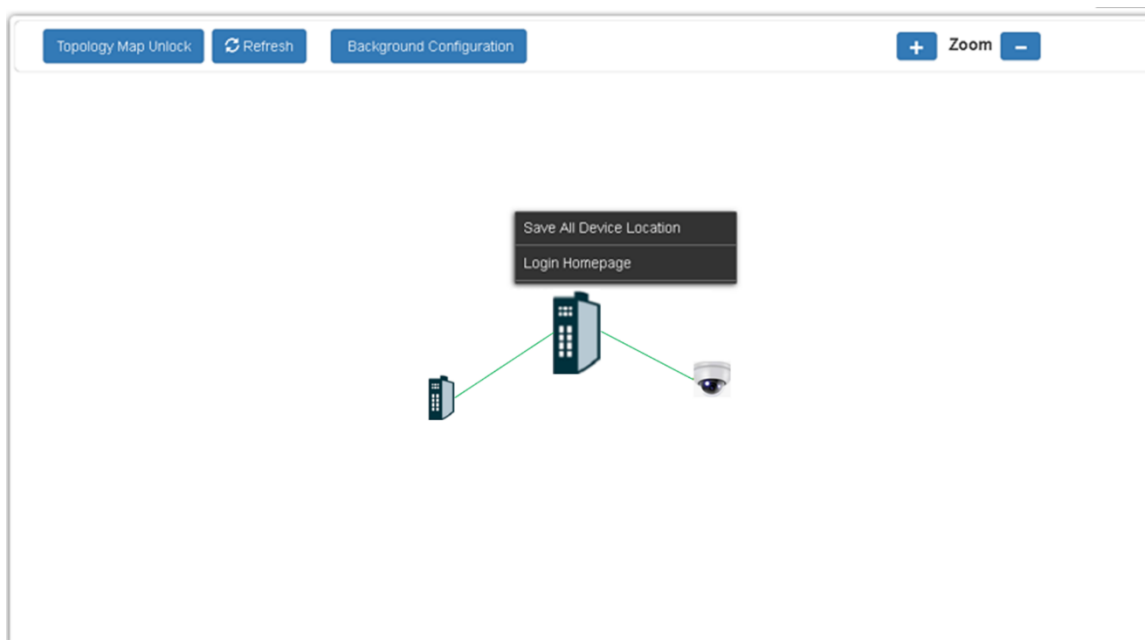 Topology Map Unlock
Refresh
Background Configuration
+ Zoom −
Save All Device Location
Login Homepage